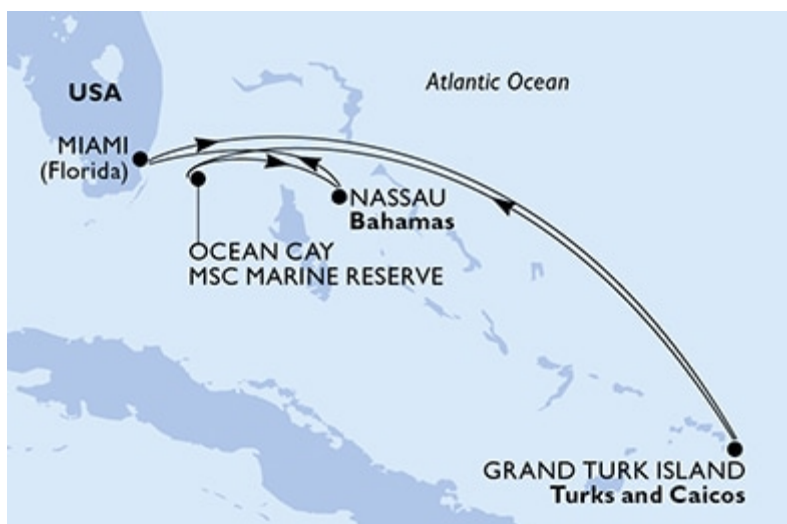 Atlantic Ocean
USA
MIAMI
(Florida)
NASSAU
Bahamas
OCEAN CAY
MSC MARINE RESERVE
GRAND TURK ISLAND
Turks and Caicos